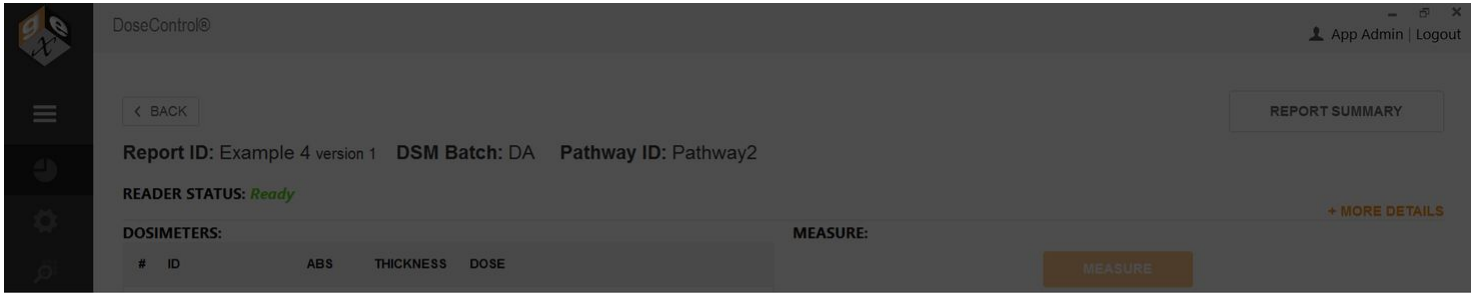 gex
DoseControl®
App Admin | Logout
< BACK
REPORT SUMMARY
Report ID: Example 4 version 1 DSM Batch: DA Pathway ID: Pathway2
READER STATUS: Ready
+ MORE DETAILS
DOSIMETERS:
MEASURE:
# ID ABS THICKNESS DOSE
MEASURE